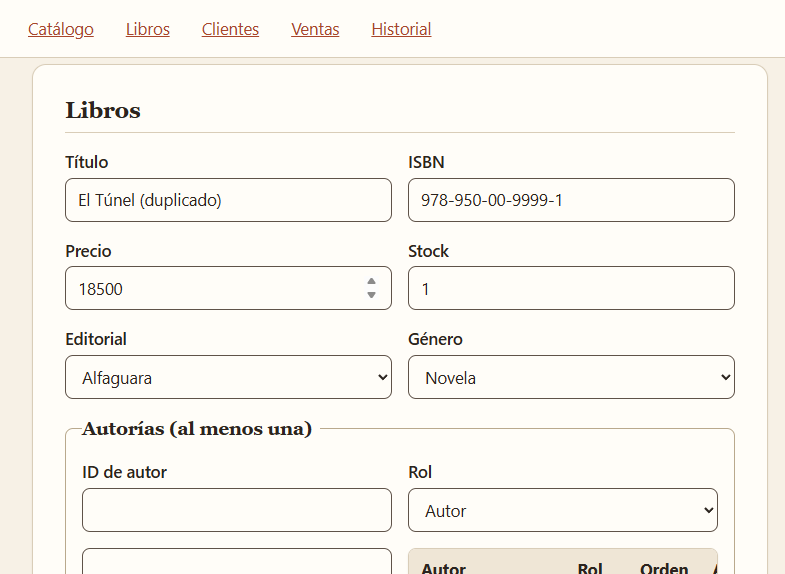 Catálogo Libros Clientes Ventas Historial
Libros
Título ISBN
El Túnel (duplicado) 978-950-00-9999-1
Precio Stock
18500 1
Editorial Género
Alfaguara Novela
Autorías (al menos una)
ID de autor Rol
Autor
Autor Rol Orden